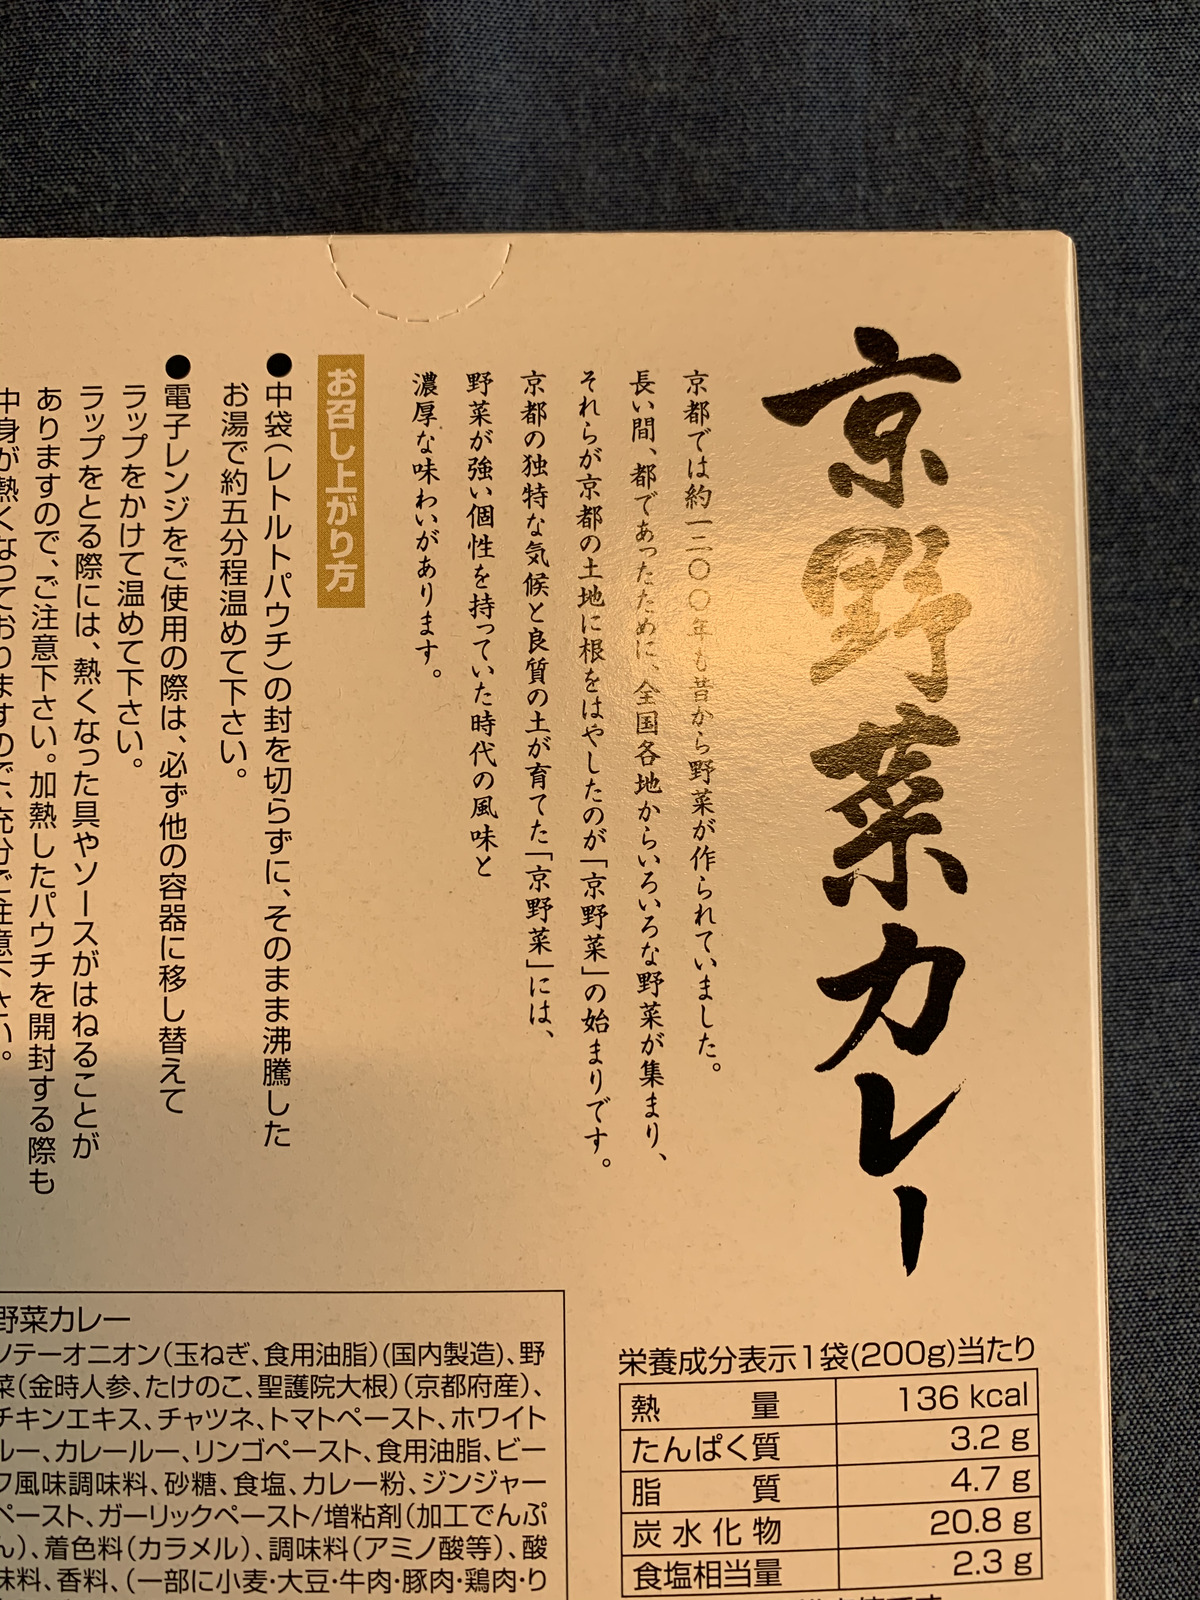 京野菜カレー
京都では約一二〇〇年も昔から野菜が作られていました。
長い間、都であったために、全国各地からいろいろな野菜が集まり、
それらが京都の土地に根をはやしたのが「京野菜」の始まりです。
京都の独特な気候と良質の土が育てた「京野菜」には、
野菜が強い個性を持っていた時代の風味と
濃厚な味わいがあります。
お召し上がり方
●中袋(レトルトパウチ)の封を切らずに、そのまま沸騰した
お湯で約五分程温めて下さい。
●電子レンジをご使用の際は、必ず他の容器に移し替えて
ラップをかけて温めて下さい。
ラップをとる際には、熱くなった具やソースがはねることが
ありますので、ご注意下さい。加熱したパウチを開封する際も
中身が熱くなっておりますので、充分ご注意下さい。
野菜カレー
ソテーオニオン(玉ねぎ、食用油脂)(国内製造)、野
菜(金時人参、たけのこ、聖護院大根)(京都府産)、
チキンエキス、チャツネ、トマトペースト、ホワイト
ルー、カレールー、リンゴペースト、食用油脂、ビー
フ風味調味料、砂糖、食塩、カレー粉、ジンジャー
ペースト、ガーリックペースト/増粘剤(加工でんぷ
ん)、着色料(カラメル)、調味料(アミノ酸等)、酸
味料、香料、(一部に小麦・大豆・牛肉・豚肉・鶏肉・り
栄養成分表示1袋(200g)当たり
熱量 136 kcal
たんぱく質 3.2 g
脂質 4.7 g
炭水化物 20.8 g
食塩相当量 2.3 g